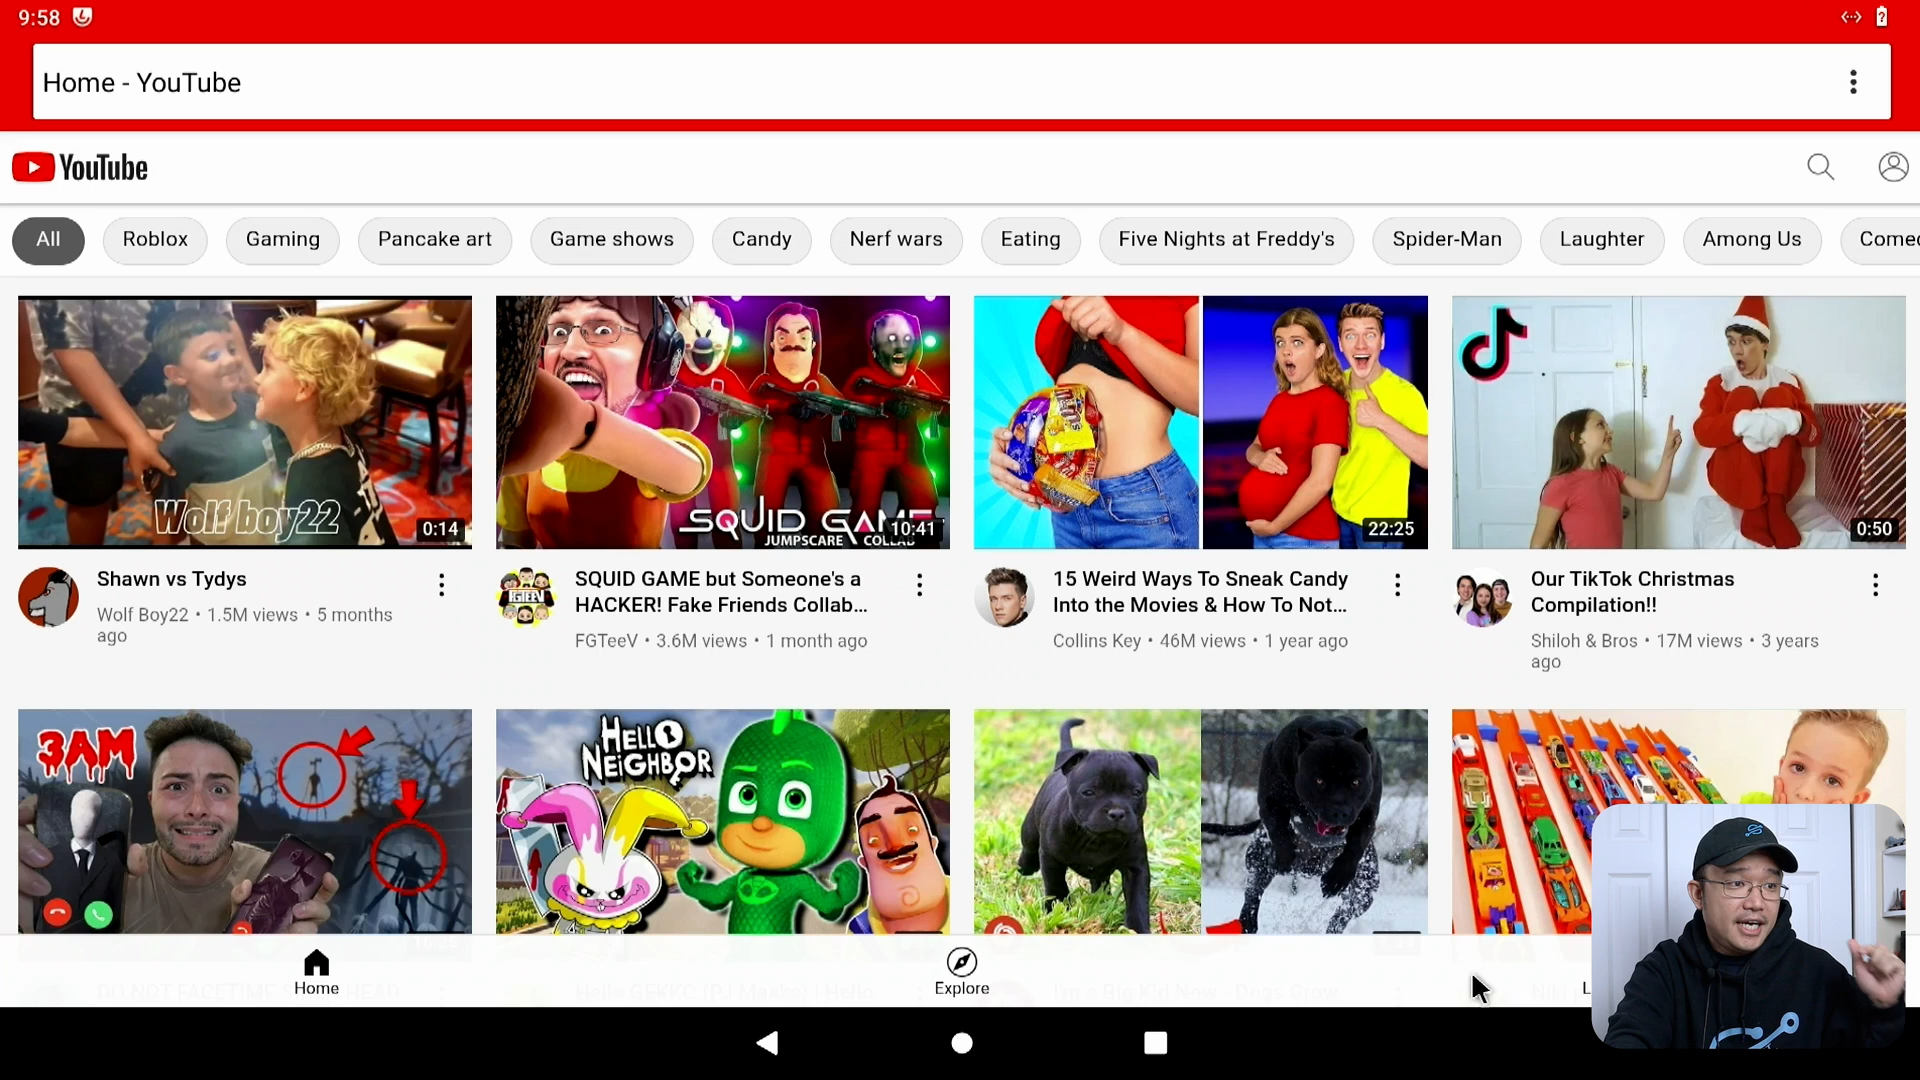 9:58
Home - YouTube
YouTube
All
Roblox
Gaming
Pancake art
Game shows
Candy
Nerf wars
Eating
Five Nights at Freddy's
Spider-Man
Laughter
Among Us
Come
Wolf boy22
0:14
SQUID GAME
JUMPSCARE COLLAB
10:41
22:25
0:50
Shawn vs Tydys
Wolf Boy22 • 1.5M views • 5 months
ago
FGTEEV
SQUID GAME but Someone's a
HACKER! Fake Friends Collab...
FGTeeV • 3.6M views • 1 month ago
15 Weird Ways To Sneak Candy
Into the Movies & How To Not...
Collins Key • 46M views • 1 year ago
Our TikTok Christmas
Compilation!!
Shiloh & Bros • 17M views • 3 years
ago
3AM
HELLO
NEIGHBOR
Home
Explore
L